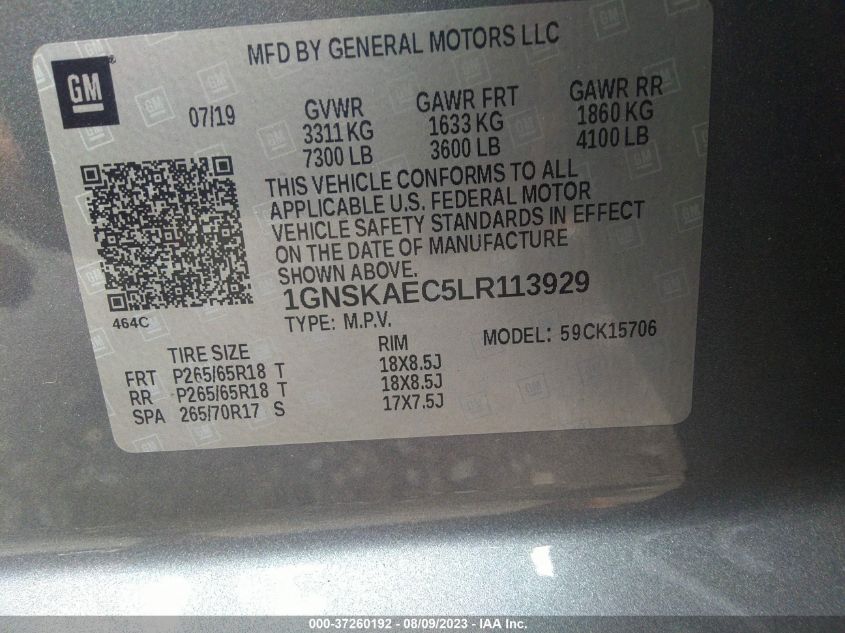 MFD BY GENERAL MOTORS LLC
GM
07/19
GVWR
3311 KG
7300 LB
GAWR FRT
1633 KG
3600 LB
GAWR RR
1860 KG
4100 LB
THIS VEHICLE CONFORMS TO ALL
APPLICABLE U.S. FEDERAL MOTOR
VEHICLE SAFETY STANDARDS IN EFFECT
ON THE DATE OF MANUFACTURE
SHOWN ABOVE.
1GNSKAEC5LR113929
464C
TYPE: M.P.V.
MODEL: 59CK15706
TIRE SIZE RIM
FRT P265/65R18 T 18X8.5J
RR P265/65R18 T 18X8.5J
SPA 265/70R17 S 17X7.5J
000-37260192 - 08/09/2023 - IAA Inc.